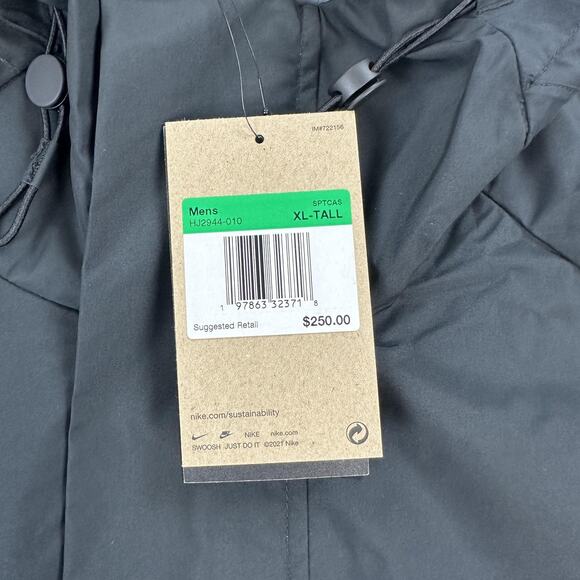 IM#722156
SPTCAS
Mens XL-TALL
HJ2944-010
1 97863 32371 8
Suggested Retail $250.00
nike.com/sustainability
NIKE nike.com
SWOOSH JUST DO IT ©2021 Nike